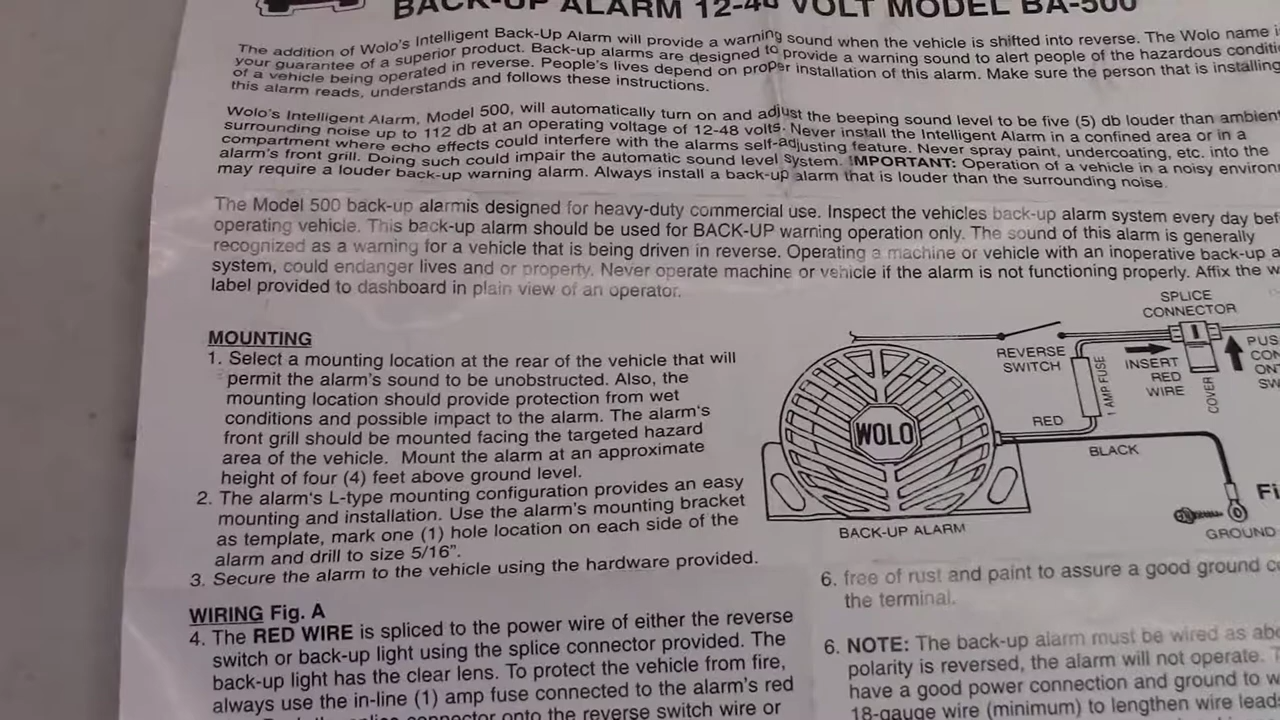 BACK-UP ALARM 12-48 VOLT MODEL BA-500
The addition of Wolo's Intelligent Back-Up Alarm will provide a warning sound when the vehicle is shifted into reverse. The Wolo name
your guarantee of a superior product. Back-up alarms are designed to provide a warning sound to alert people of the hazardous
of a vehicle being operated in reverse. People's lives depend on proper installation of this alarm. Make sure the person that is installing
this alarm reads, understands and follows these instructions.
Wolo's Intelligent Alarm, Model 500, will automatically turn on and adjust the beeping sound level to be five (5) db louder than ambient
surrounding noise up to 112 db at an operating voltage of 12-48 volts. Never install the Intelligent Alarm in a confined area or in a
compartment where echo effects could interfere with the alarms self-adjusting feature. Never spray paint, undercoating, etc. into the
alarm's front grill. Doing such could impair the automatic sound level system. IMPORTANT: Operation of a vehicle in a noisy
may require a louder back-up warning alarm. Always install a back-up alarm that is louder than the surrounding noise.
The Model 500 back-up alarmis designed for heavy-duty commercial use. Inspect the vehicles back-up alarm system every day
operating vehicle. This back-up alarm should be used for BACK-UP warning operation only. The sound of this alarm is generally
recognized as a warning for a vehicle that is being driven in reverse. Operating a machine or vehicle with an inoperative back-up
system, could endanger lives and or property. Never operate machine or vehicle if the alarm is not functioning properly. Affix the
label provided to dashboard in plain view of an operator.
MOUNTING
1. Select a mounting location at the rear of the vehicle that will
permit the alarm's sound to be unobstructed. Also, the
mounting location should provide protection from wet
conditions and possible impact to the alarm. The alarm's
front grill should be mounted facing the targeted hazard
area of the vehicle. Mount the alarm at an approximate
height of four (4) feet above ground level.
2. The alarm's L-type mounting configuration provides an easy
mounting and installation. Use the alarm's mounting bracket
as template, mark one (1) hole location on each side of the
alarm and drill to size 5/16".
3. Secure the alarm to the vehicle using the hardware provided.
WIRING Fig. A
4. The RED WIRE is spliced to the power wire of either the reverse
switch or back-up light using the splice connector provided. The
back-up light has the clear lens. To protect the vehicle from fire,
always use the in-line (1) amp fuse connected to the alarm's red
splice connector onto the reverse switch wire or
SPLICE
CONNECTOR
REVERSE
SWITCH
1 AMP FUSE
INSERT
RED
WIRE
COVER
RED
BLACK
WOLO
BACK-UP ALARM
GROUND
6. free of rust and paint to assure a good ground
the terminal.
6. NOTE: The back-up alarm must be wired as
polarity is reversed, the alarm will not operate.
have a good power connection and ground to
18-gauge wire (minimum) to lengthen wire